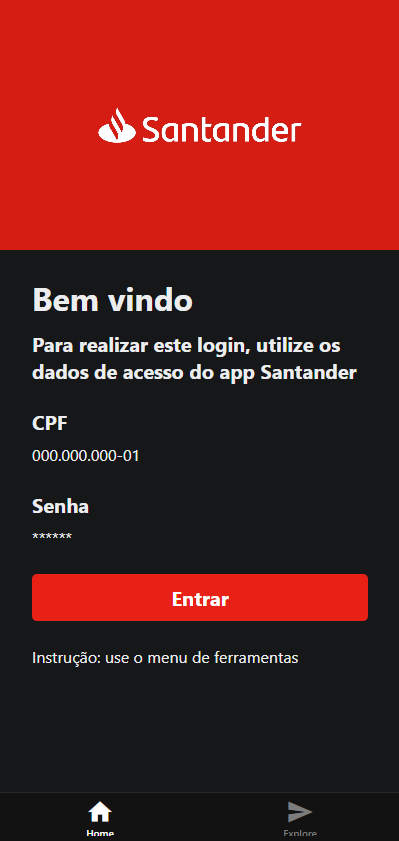 Santander
Bem vindo
Para realizar este login, utilize os
dados de acesso do app Santander
CPF
000.000.000-01
Senha
******
Entrar
Instrução: use o menu de ferramentas
Home
Explore